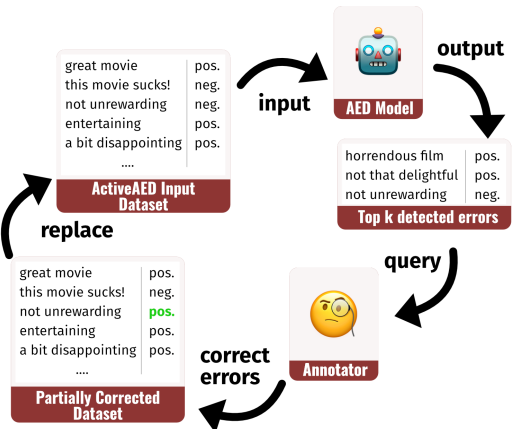 great movie pos.
this movie sucks! neg.
not unrewarding neg.
entertaining pos.
a bit disappointing pos.
....
ActiveAED Input
Dataset
input
AED Model
output
horrendous film pos.
not that delightful pos.
not unrewarding neg.
Top k detected errors
query
Annotator
correct
errors
great movie pos.
this movie sucks! neg.
not unrewarding pos.
entertaining pos.
a bit disappointing pos.
....
Partially Corrected
Dataset
replace